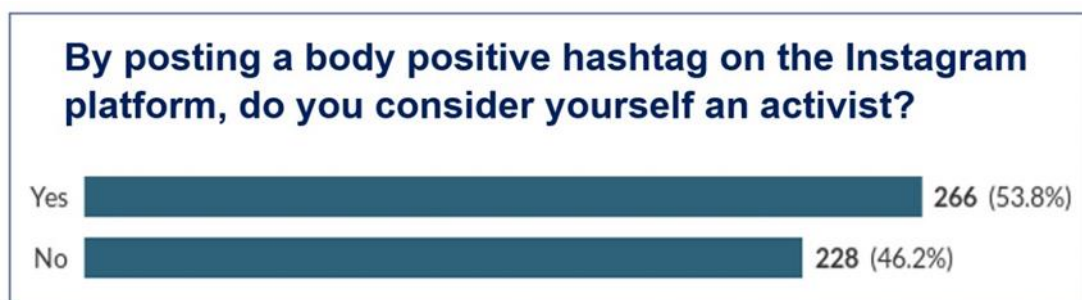 By posting a body positive hashtag on the Instagram
platform, do you consider yourself an activist?
Yes 266 (53.8%)
No 228 (46.2%)